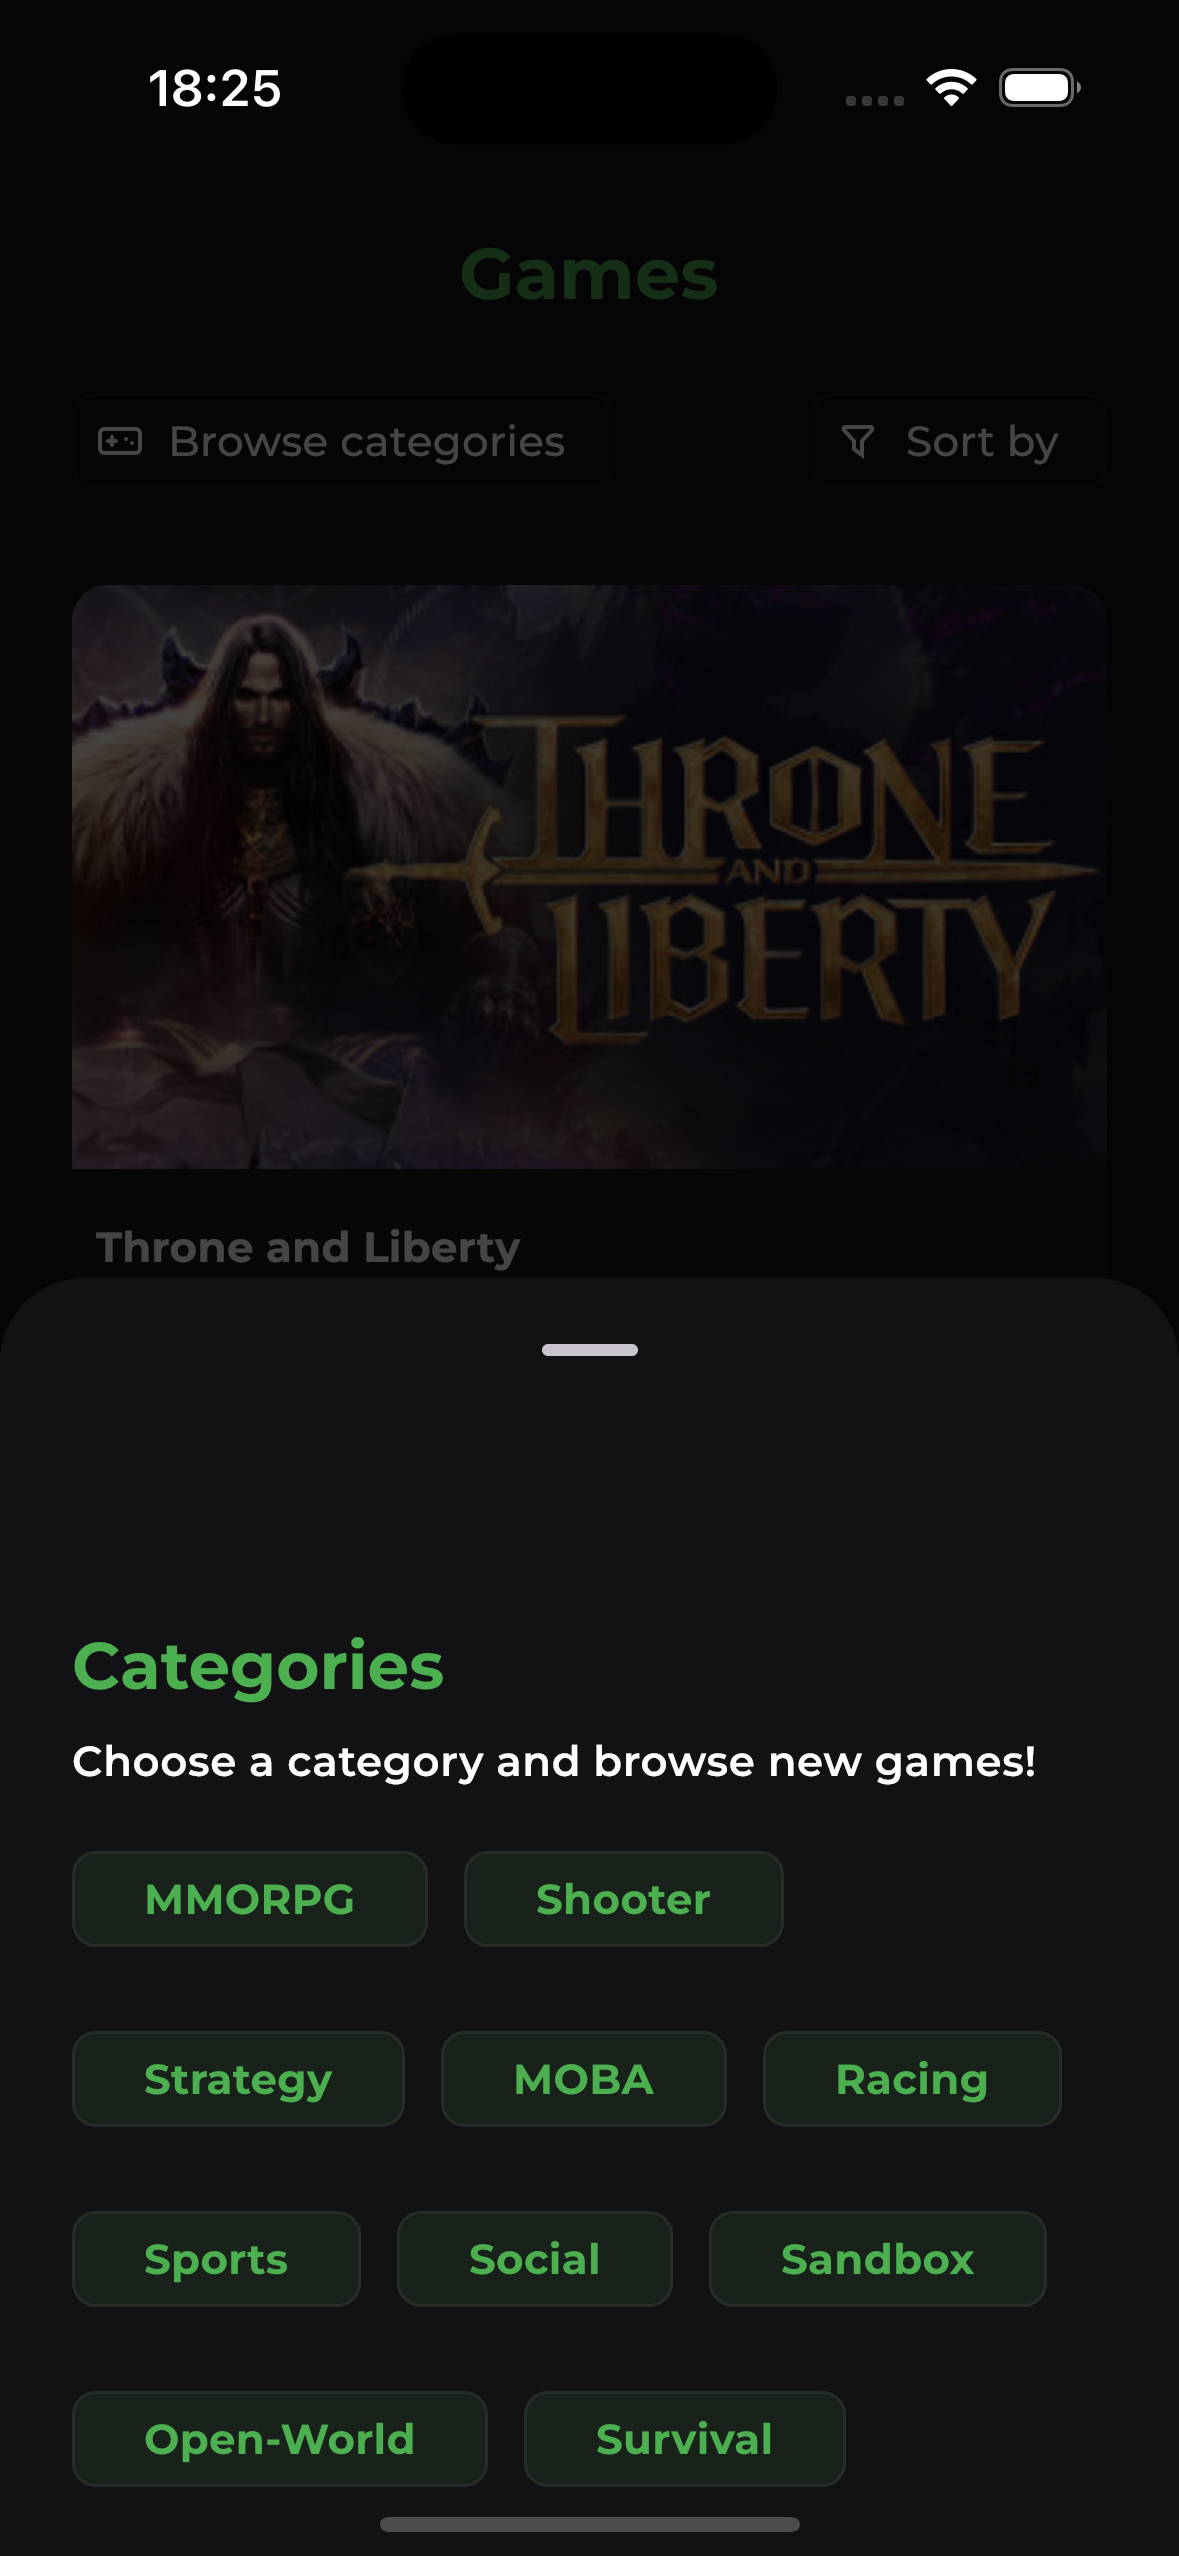 18:25
Games
Browse categories
Sort by
THRONE
AND
LIBERTY
Throne and Liberty
Categories
Choose a category and browse new games!
MMORPG
Shooter
Strategy
MOBA
Racing
Sports
Social
Sandbox
Open-World
Survival